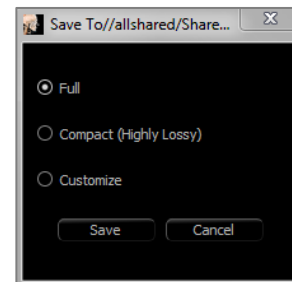 Save To//allshared/Share...
Full
Compact (Highly Lossy)
Customize
Save Cancel